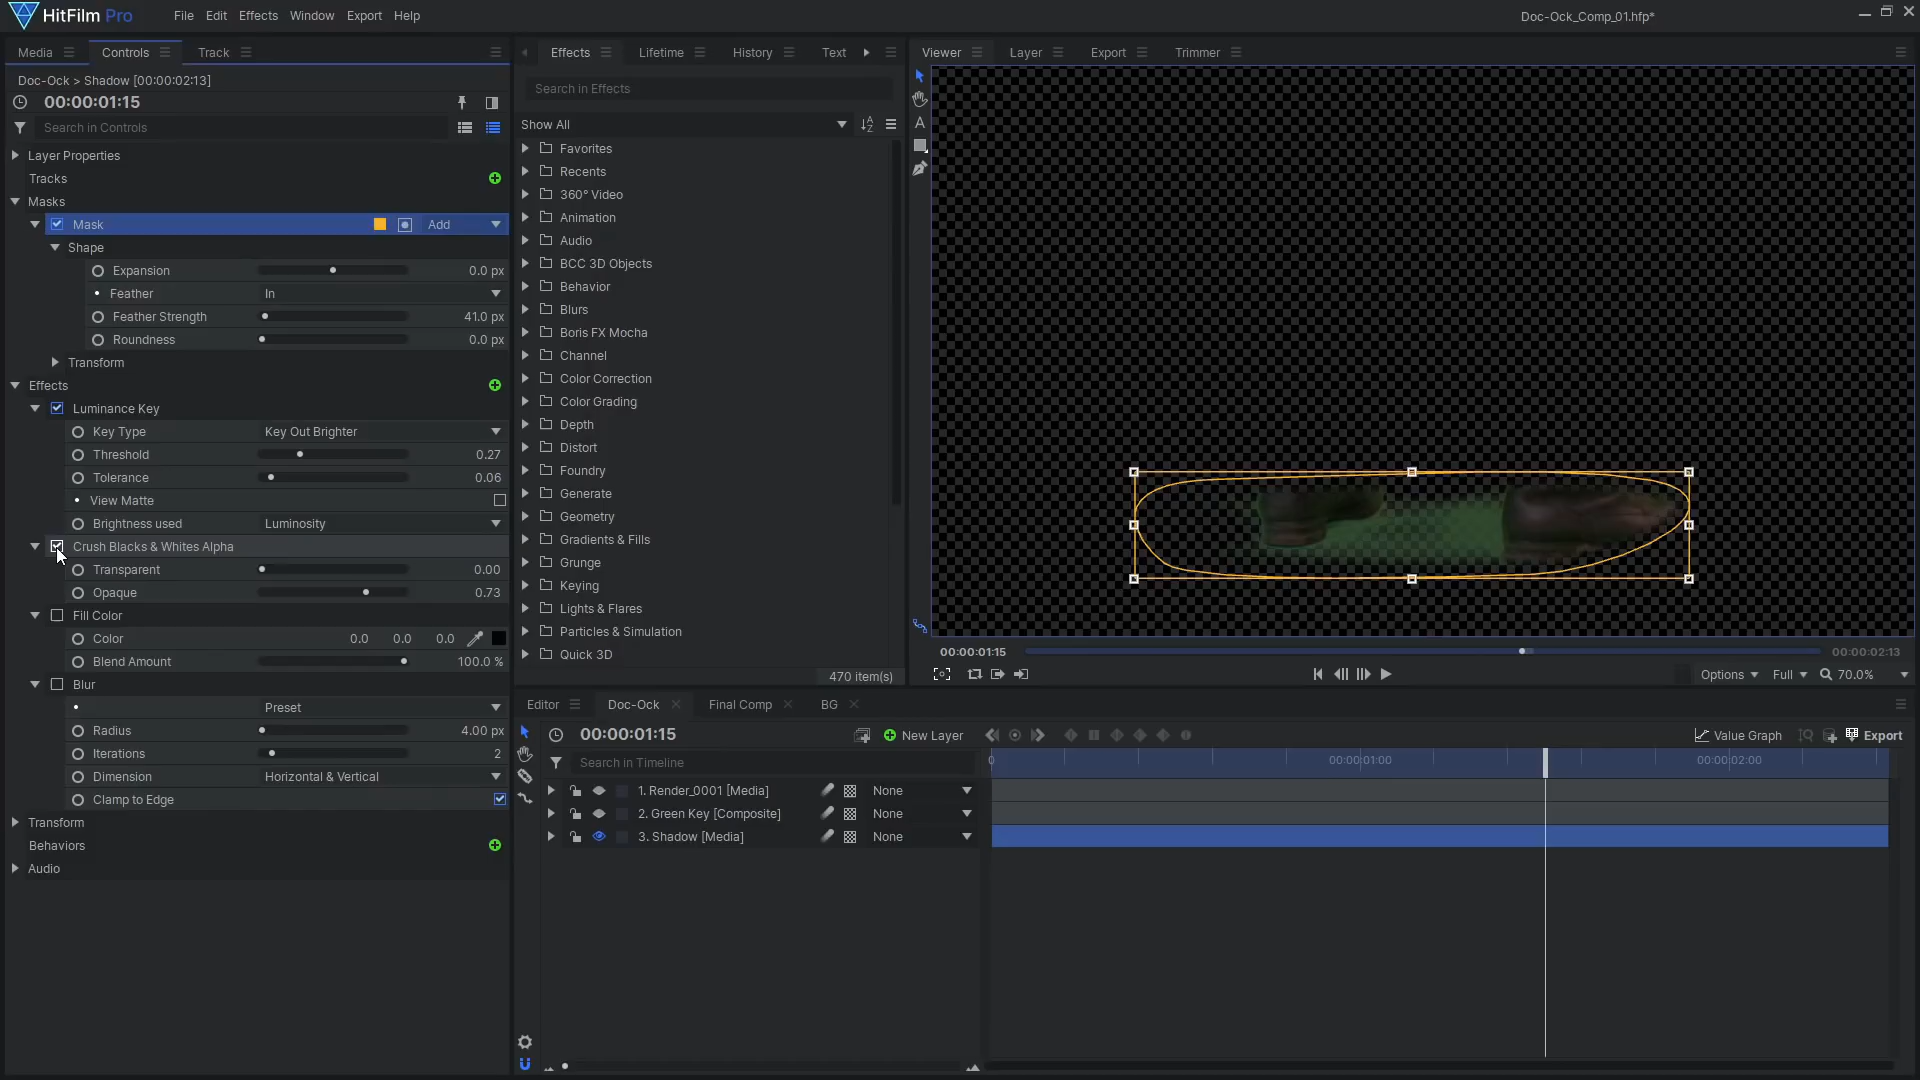 HitFilm Pro
File Edit Effects Window Export Help
Doc-Ock_Comp_01.hfp*
Media Controls Track
Doc-Ock > Shadow [00:00:02:13]
00:00:01:15
Search in Controls
Layer Properties
Tracks
Masks
Mask Add
Shape
Expansion 0.0 px
Feather In
Feather Strength 41.0 px
Roundness 0.0 px
Transform
Effects
Luminance Key
Key Type Key Out Brighter
Threshold 0.27
Tolerance 0.06
View Matte
Brightness used Luminosity
Crush Blacks & Whites Alpha
Transparent 0.00
Opaque 0.73
Fill Color
Color 0.0 0.0 0.0
Blend Amount 100.0 %
Blur
Preset
Radius 4.00 px
Iterations 2
Dimension Horizontal & Vertical
Clamp to Edge
Transform
Behaviors
Audio
Effects Lifetime History Text
Search in Effects
Show All
Favorites
Recents
360° Video
Animation
Audio
BCC 3D Objects
Behavior
Blurs
Boris FX Mocha
Channel
Color Correction
Color Grading
Depth
Distort
Foundry
Generate
Geometry
Gradients & Fills
Grunge
Keying
Lights & Flares
Particles & Simulation
Quick 3D
470 item(s)
Viewer Layer Export Trimmer
A
00:00:01:15 00:00:02:13
Options Full 70.0%
Editor Doc-Ock Final Comp BG
00:00:01:15 New Layer Value Graph Export
Search in Timeline
0 00:00:01:00 00:00:02:00
1. Render_0001 [Media] None
2. Green Key [Composite] None
3. Shadow [Media] None